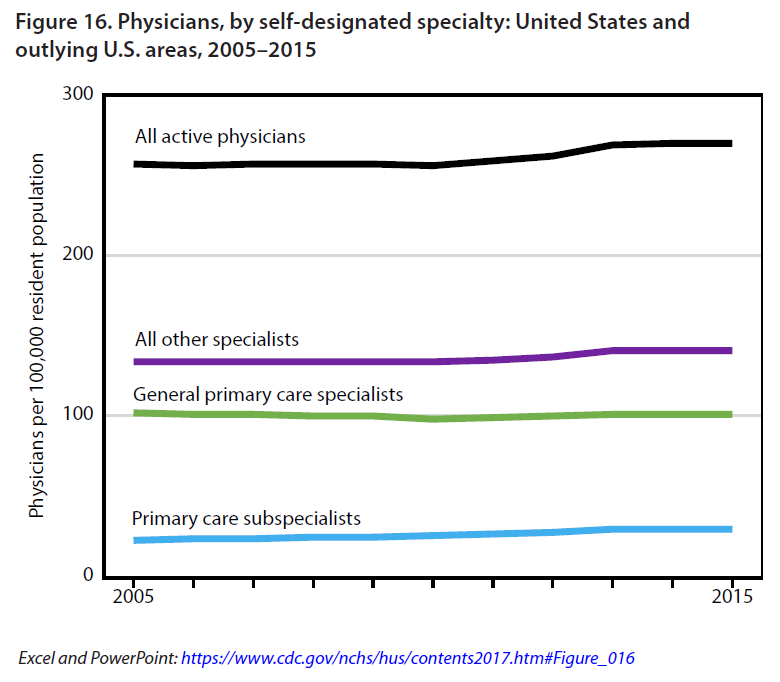 Figure 16. Physicians, by self-designated specialty: United States and
outlying U.S. areas, 2005–2015
Physicians per 100,000 resident population
300
200
100
0
All active physicians
All other specialists
General primary care specialists
Primary care subspecialists
2005
2015
Excel and PowerPoint: https://www.cdc.gov/nchs/hus/contents2017.htm#Figure_016